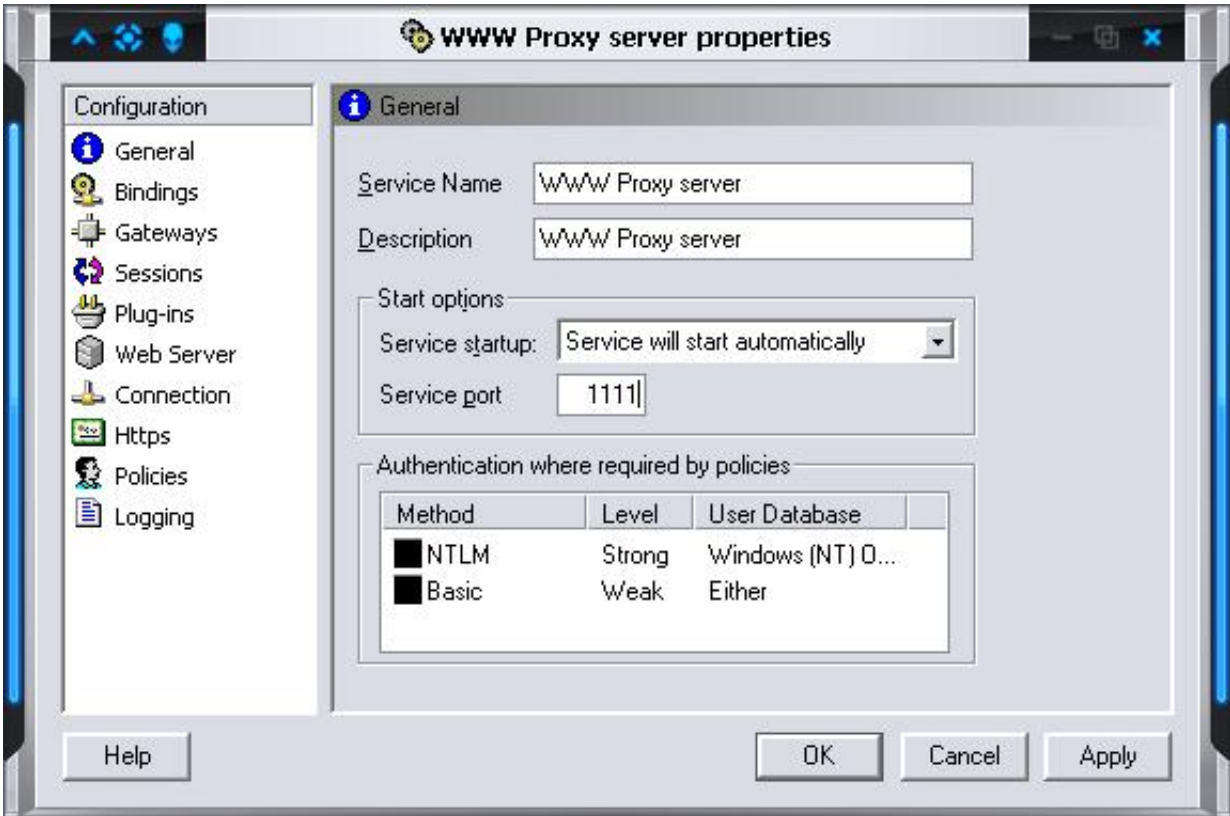 WWW Proxy server properties
Configuration
General
Bindings
Gateways
Sessions
Plug-ins
Web Server
Connection
Https
Policies
Logging
General
Service Name WWW Proxy server
Description WWW Proxy server
Start options
Service startup: Service will start automatically
Service port 1111
Authentication where required by policies
Method Level User Database
NTLM Strong Windows (NT) O...
Basic Weak Either
Help OK Cancel Apply